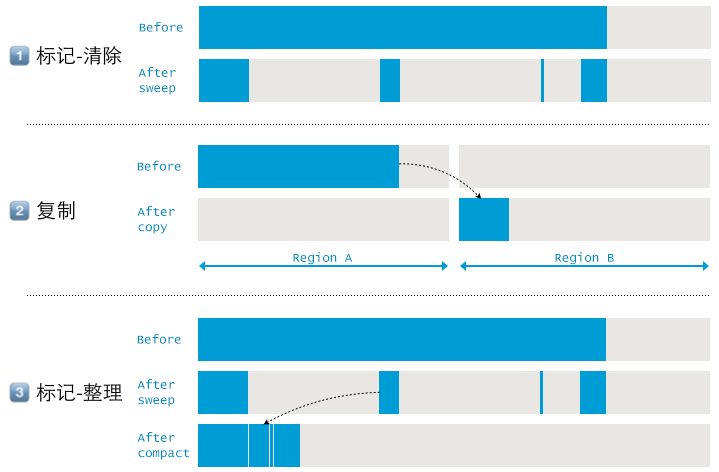 Before
1 标记-清除
After
sweep
Before
2 复制
After
copy
Region A
Region B
Before
After
sweep
3 标记-整理
After
compact